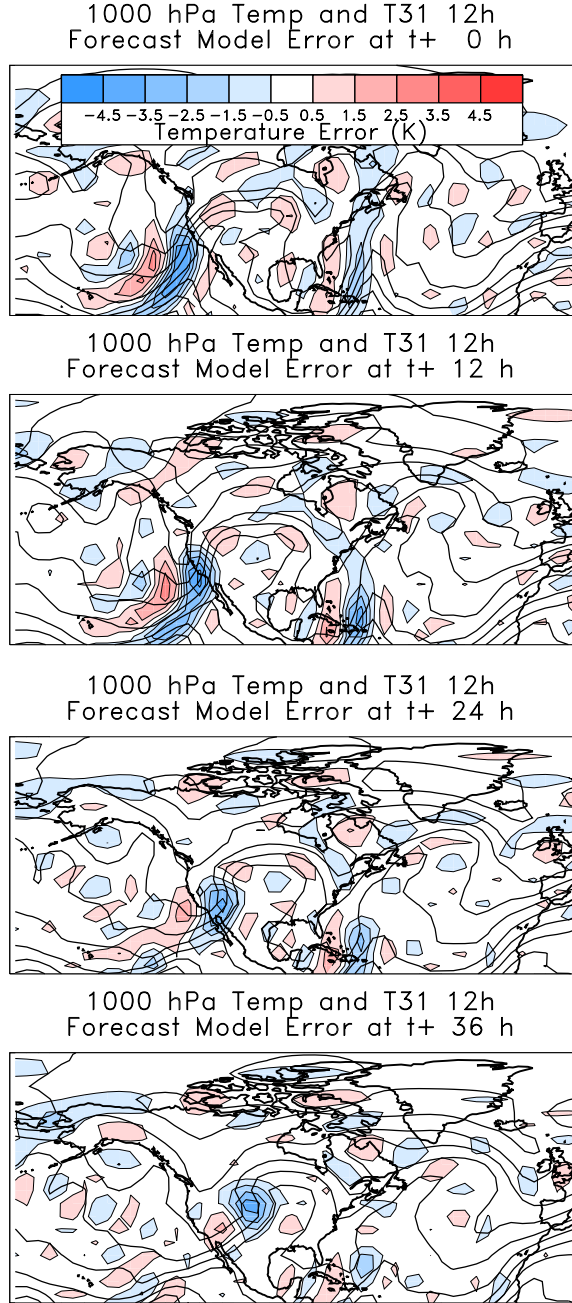 1000 hPa Temp and T31 12h
Forecast Model Error at t+ 0 h
-4.5 -3.5 -2.5 -1.5 -0.5 0.5 1.5 2.5 3.5 4.5
Temperature Error (K)
1000 hPa Temp and T31 12h
Forecast Model Error at t+ 12 h
1000 hPa Temp and T31 12h
Forecast Model Error at t+ 24 h
1000 hPa Temp and T31 12h
Forecast Model Error at t+ 36 h